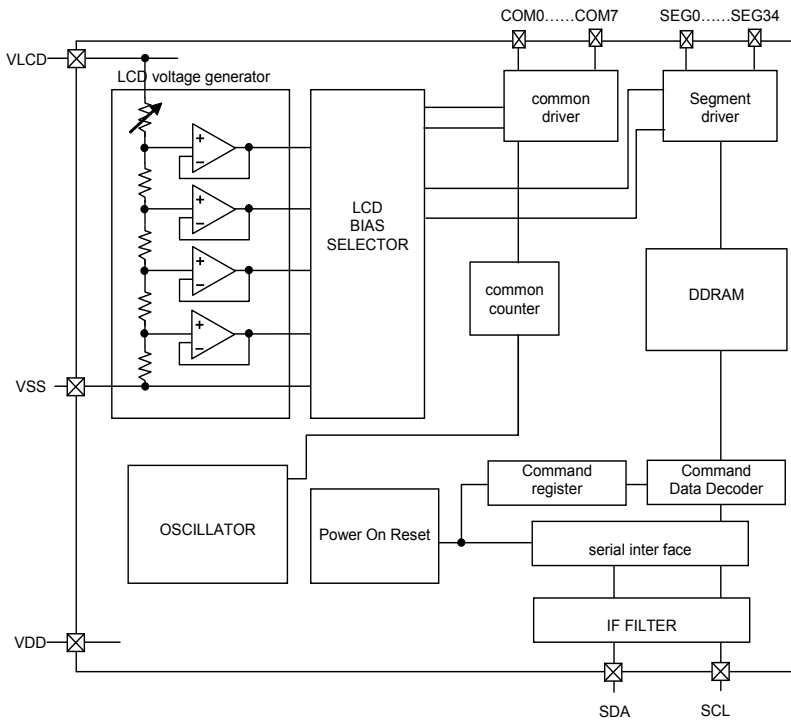 COM0......COM7
SEG0......SEG34
VLCD
LCD voltage generator
common
driver
Segment
driver
+
−
+
−
+
−
+
−
LCD
BIAS
SELECTOR
common
counter
DDRAM
VSS
Command
register
Command
Data Decoder
OSCILLATOR
Power On Reset
serial inter face
IF FILTER
VDD
SDA
SCL